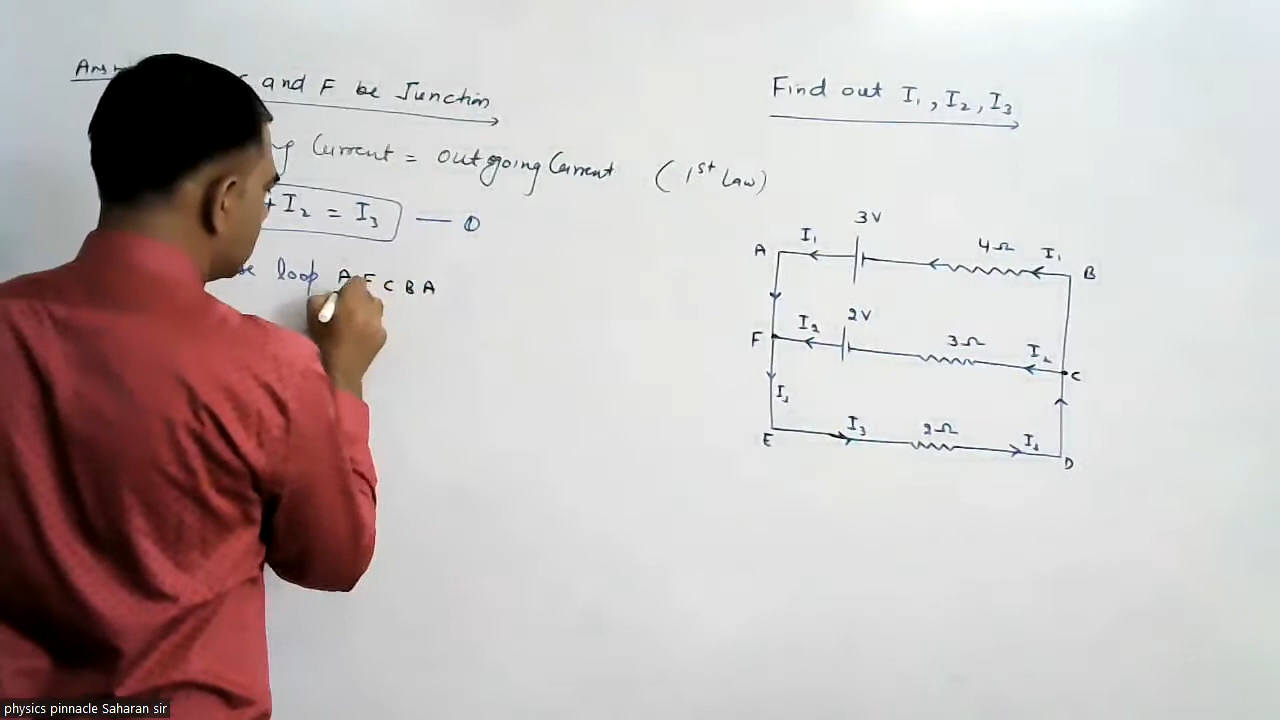 Ans
and F be Junction
Current = outgoing Current (1st Law)
+ I₂ = I₃ — ①
loop A F C B A
Find out I₁, I₂, I₃
3V
I₁
4Ω
I₁
A
B
2V
I₂
3Ω
I₂
F
C
I₃
I₃
2Ω
I₃
E
D
physics pinnacle Saharan sir